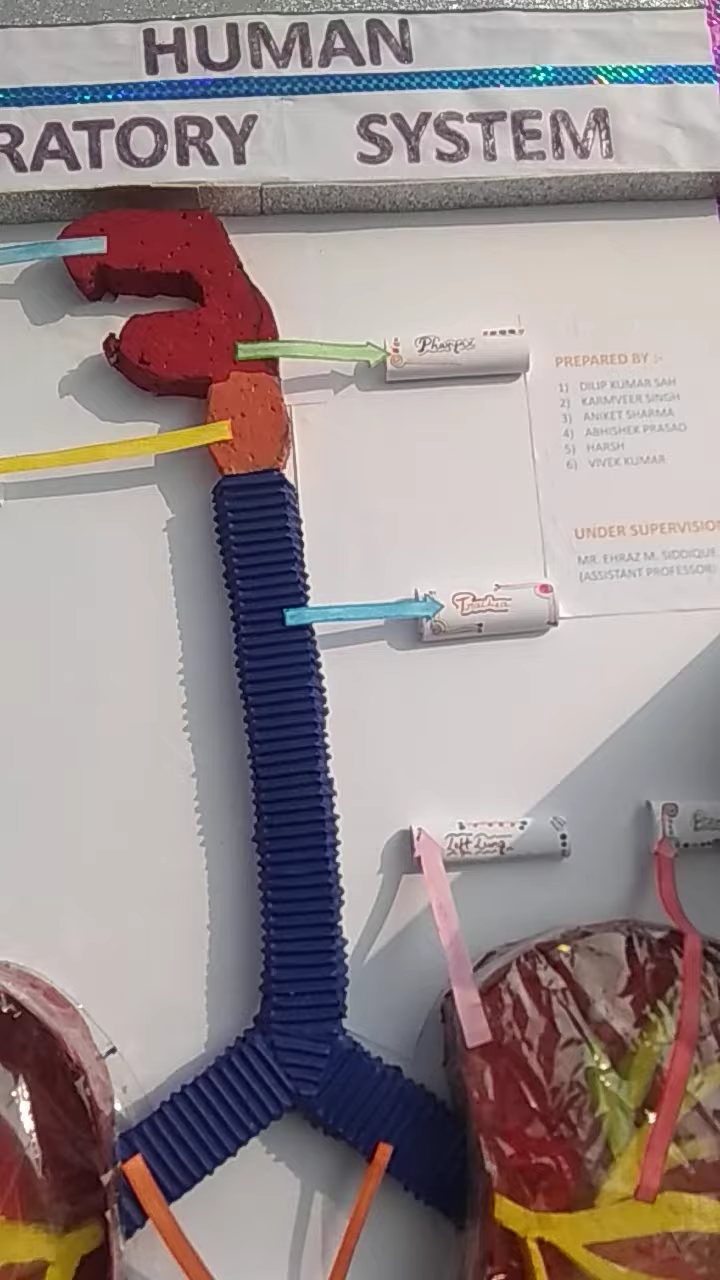 HUMAN
RATORY SYSTEM
Pharynx
PREPARED BY :-
1) DILIP KUMAR SAH
2) KARMVEER SINGH
3) ANIKET SHARMA
4) ABHISHEK PRASAD
5) HARSH
6) VIVEK KUMAR
UNDER SUPERVISIO
MR. EHRAZ M. SIDDIQUE
(ASSISTANT PROFESSOR)
Trachea
Left Lung